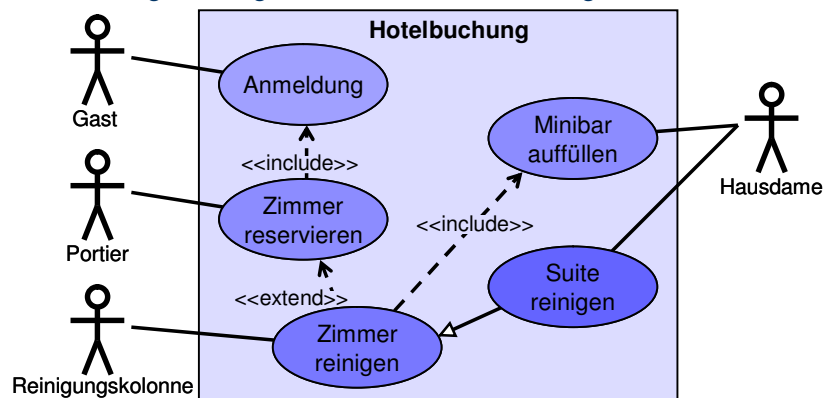 Hotelbuchung
Gast
Anmeldung
<<include>>
Minibar
auffüllen
Hausdame
Portier
Zimmer
reservieren
<<include>>
<<extend>>
Suite
reinigen
Reinigungskolonne
Zimmer
reinigen